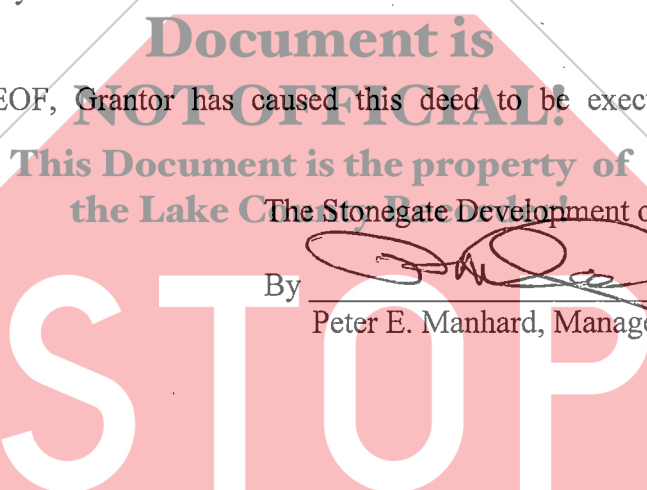 Document is
NOT OFFICIAL!
EOF, Grantor has caused this deed to be exec
This Document is the property of
the Lake County Recorder!
The Stonegate Development o
By
Peter E. Manhard, Manage
STOP